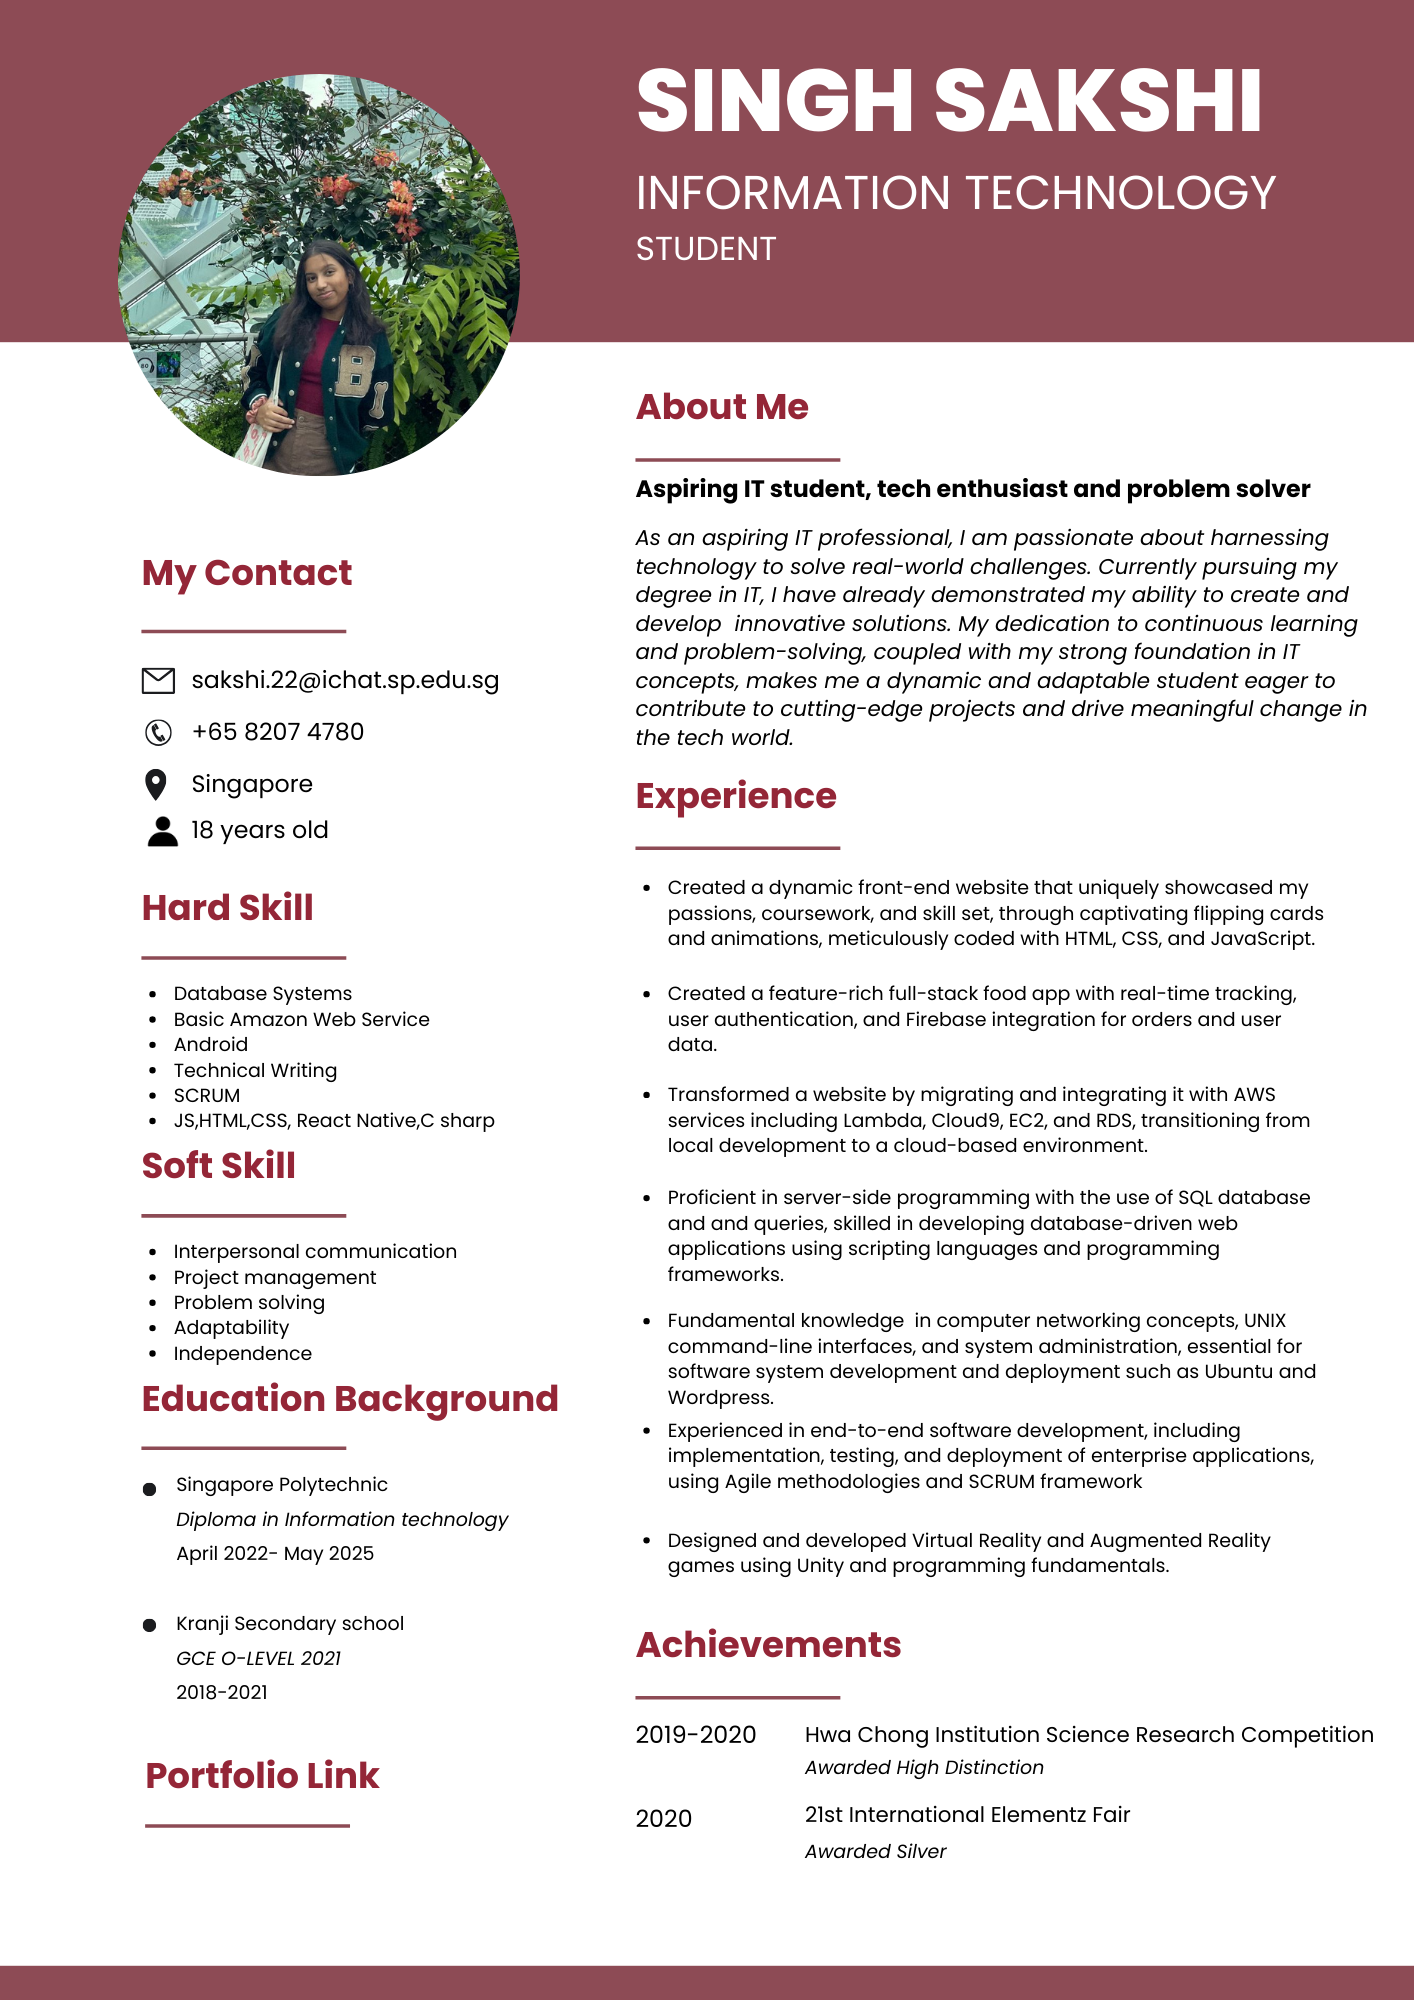 SINGH SAKSHI
INFORMATION TECHNOLOGY
STUDENT
My Contact
sakshi.22@ichat.sp.edu.sg
+65 8207 4780
Singapore
18 years old
Hard Skill
Database Systems
Basic Amazon Web Service
Android
Technical Writing
SCRUM
JS,HTML,CSS, React Native,C sharp
Soft Skill
Interpersonal communication
Project management
Problem solving
Adaptability
Independence
Education Background
Singapore Polytechnic
Diploma in Information technology
April 2022- May 2025
Kranji Secondary school
GCE O-LEVEL 2021
2018-2021
Portfolio Link
About Me
Aspiring IT student, tech enthusiast and problem solver
As an aspiring IT professional, I am passionate about harnessing
technology to solve real-world challenges. Currently pursuing my
degree in IT, I have already demonstrated my ability to create and
develop  innovative solutions. My dedication to continuous learning
and problem-solving, coupled with my strong foundation in IT
concepts, makes me a dynamic and adaptable student eager to
contribute to cutting-edge projects and drive meaningful change in
the tech world.
Experience
Created a dynamic front-end website that uniquely showcased my
passions, coursework, and skill set, through captivating flipping cards
and animations, meticulously coded with HTML, CSS, and JavaScript.
Created a feature-rich full-stack food app with real-time tracking,
user authentication, and Firebase integration for orders and user
data.
Transformed a website by migrating and integrating it with AWS
services including Lambda, Cloud9, EC2, and RDS, transitioning from
local development to a cloud-based environment.
Proficient in server-side programming with the use of SQL database
and and queries, skilled in developing database-driven web
applications using scripting languages and programming
frameworks.
Fundamental knowledge  in computer networking concepts, UNIX
command-line interfaces, and system administration, essential for
software system development and deployment such as Ubuntu and
Wordpress.
Experienced in end-to-end software development, including
implementation, testing, and deployment of enterprise applications,
using Agile methodologies and SCRUM framework
Designed and developed Virtual Reality and Augmented Reality
games using Unity and programming fundamentals.
Achievements
2019-2020 Hwa Chong Institution Science Research Competition
Awarded High Distinction
2020 21st International Elementz Fair
Awarded Silver